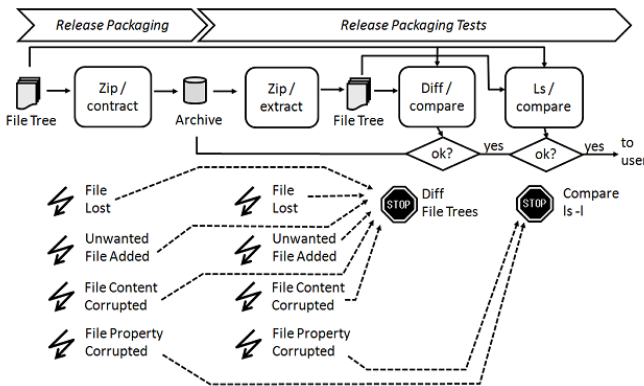 Release Packaging
Release Packaging Tests
Zip /
contract
Zip /
extract
Diff /
compare
Ls /
compare
File Tree
Archive
File Tree
ok?
yes
ok?
yes
to
user
File
Lost
File
Lost
STOP
Diff
File Trees
STOP
Compare
ls -l
Unwanted
File Added
Unwanted
File Added
File Content
Corrupted
File Content
Corrupted
File Property
Corrupted
File Property
Corrupted